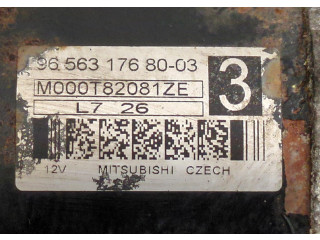 96 563 176 80-03
3
M000T82081ZE
L7 26
12V MITSUBISHI CZECH